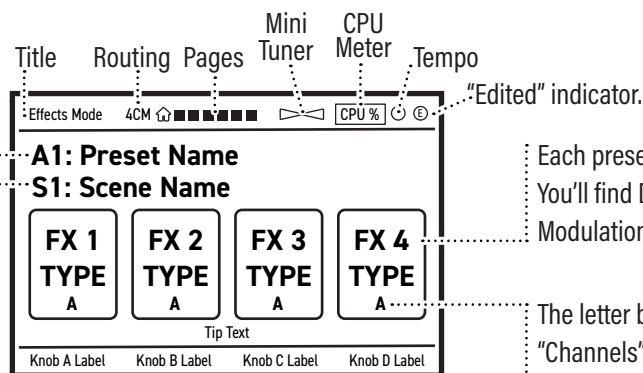 Title Routing Pages Mini Tuner CPU Meter Tempo
"Edited" indicator.
Effects Mode 4CM CPU % E
A1: Preset Name
S1: Scene Name
FX 1 TYPE A
FX 2 TYPE A
FX 3 TYPE A
FX 4 TYPE A
Tip Text
Knob A Label Knob B Label Knob C Label Knob D Label
Each prese
You'll find
Modulation
The letter
"Channels"